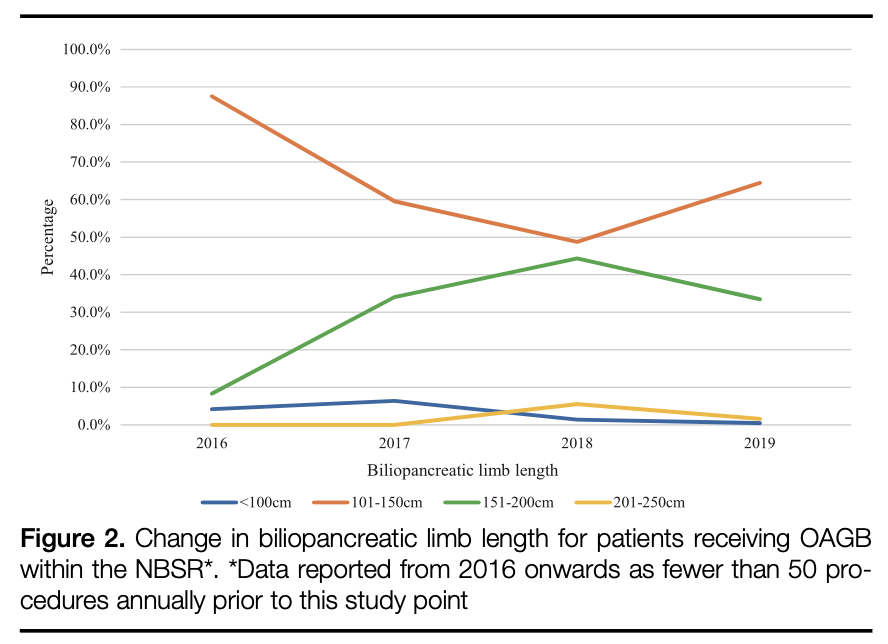 100.0%
90.0%
80.0%
70.0%
60.0%
50.0%
40.0%
30.0%
20.0%
10.0%
0.0%
Percentage
2016 2017 2018 2019
Biliopancreatic limb length
<100cm 101-150cm 151-200cm 201-250cm
Figure 2. Change in biliopancreatic limb length for patients receiving OAGB
within the NBSR*. *Data reported from 2016 onwards as fewer than 50 pro-
cedures annually prior to this study point